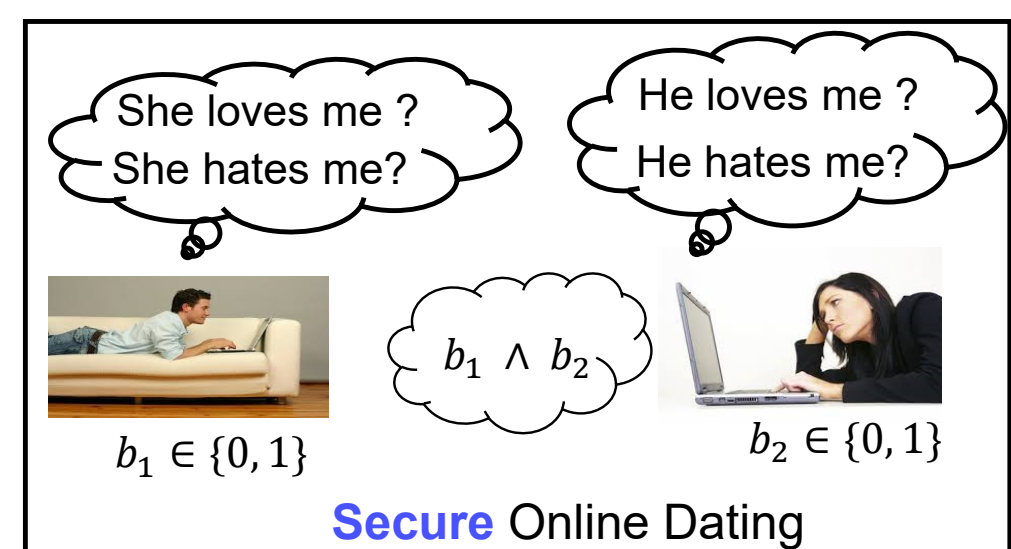 She loves me ?
She hates me?
He loves me ?
He hates me?
b₁ ∧ b₂
b₁ ∈ {0, 1}
b₂ ∈ {0, 1}
Secure Online Dating